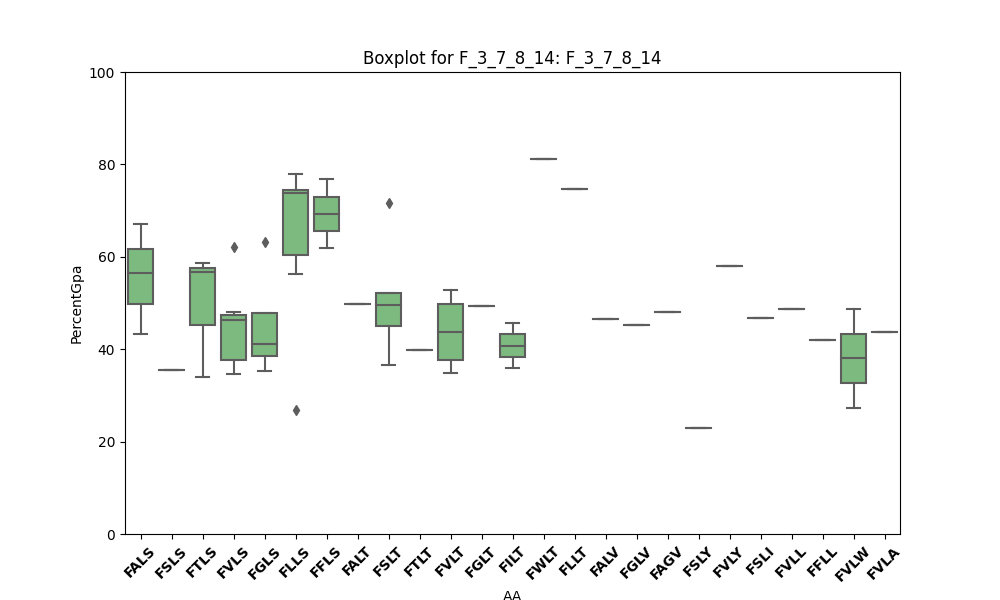 Boxplot for F_3_7_8_14: F_3_7_8_14
100
80
60
40
20
0
PercentGpa
FALS FSLS FTLS FVLS FGLS FLLS FFLS FALT FSLT FTLT FVLT FGLT FILT FWLT FLLT FALV FGLV FAGV FSLY FVLY FSLI FVLL FFLL FVLW FVLA
AA